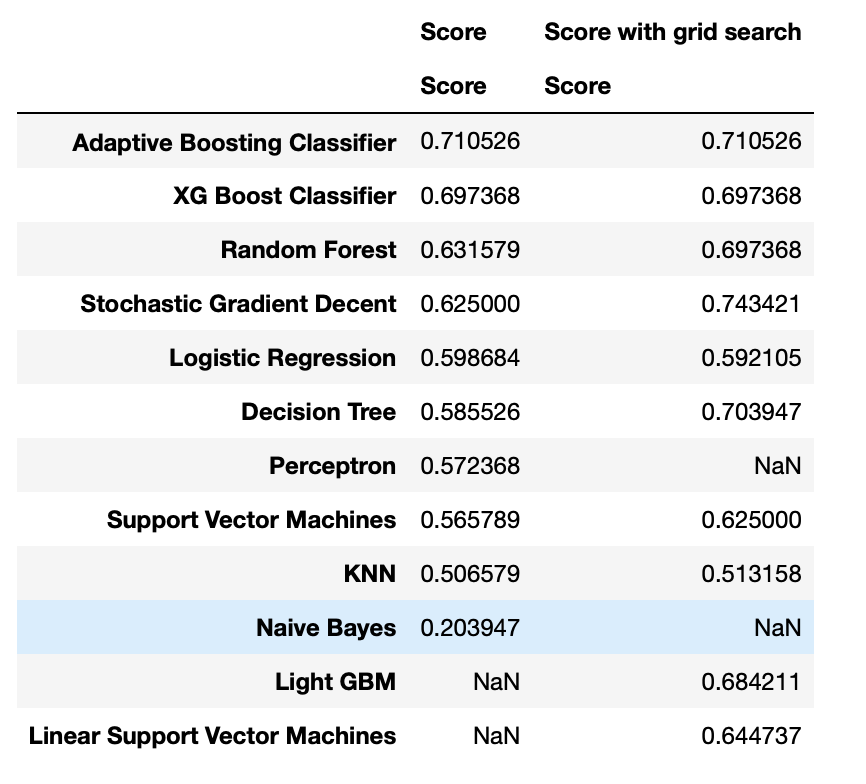 Score Score with grid search
Score Score
Adaptive Boosting Classifier 0.710526 0.710526
XG Boost Classifier 0.697368 0.697368
Random Forest 0.631579 0.697368
Stochastic Gradient Decent 0.625000 0.743421
Logistic Regression 0.598684 0.592105
Decision Tree 0.585526 0.703947
Perceptron 0.572368 NaN
Support Vector Machines 0.565789 0.625000
KNN 0.506579 0.513158
Naive Bayes 0.203947 NaN
Light GBM NaN 0.684211
Linear Support Vector Machines NaN 0.644737